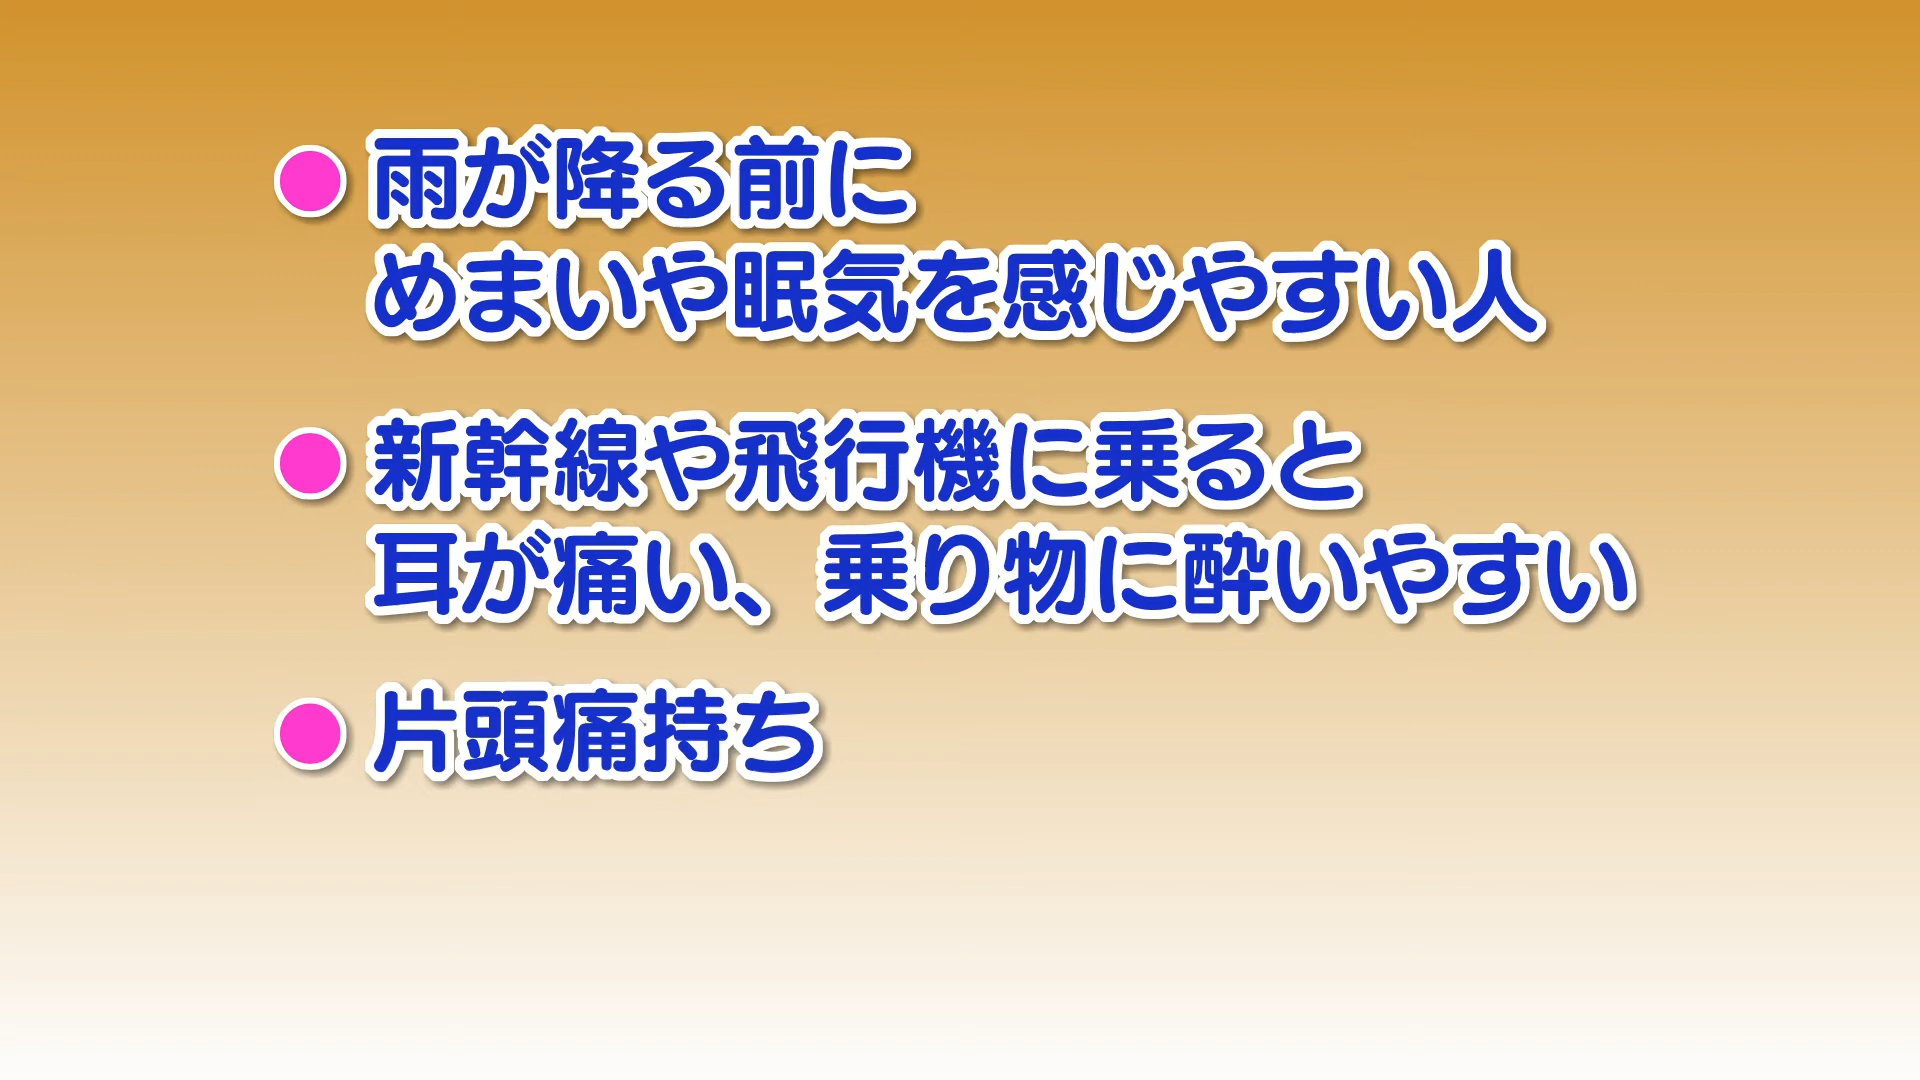 ●雨が降る前に
めまいや眠気を感じやすい人
●新幹線や飛行機に乗ると
耳が痛い、乗り物に酔いやすい
●片頭痛持ち